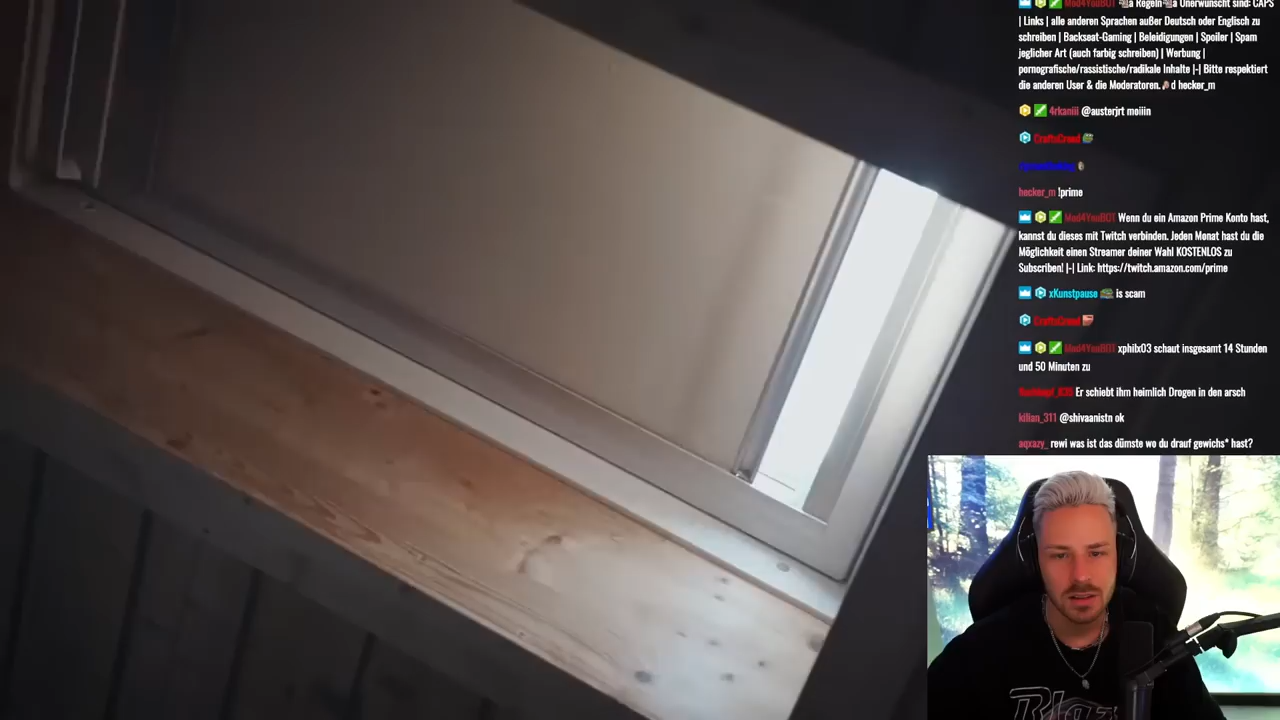 Mod4YouBOT Regeln Unerwünscht sind: CAPS
| Links | alle anderen Sprachen außer Deutsch oder Englisch zu
schreiben | Backseat-Gaming | Beleidigungen | Spoiler | Spam
jeglicher Art (auch farbig schreiben) | Werbung |
pornografische/rassistische/radikale Inhalte |-| Bitte respektiert
die anderen User & die Moderatoren. d hecker_m
4rkaniii @austerjrt moiiin
CraftsCreed
hecker_m !prime
Mod4YouBOT Wenn du ein Amazon Prime Konto hast,
kannst du dieses mit Twitch verbinden. Jeden Monat hast du die
Möglichkeit einen Streamer deiner Wahl KOSTENLOS zu
Subscriben! |-| Link: https://twitch.amazon.com/prime
xKunstpause is scam
CraftsCreed
Mod4YouBOT xphilx03 schaut insgesamt 14 Stunden
und 50 Minuten zu
Er schiebt ihm heimlich Drogen in den arsch
kilian_311 @shivaanistn ok
aqxazy_ rewi was ist das dümste wo du drauf gewichs* hast?